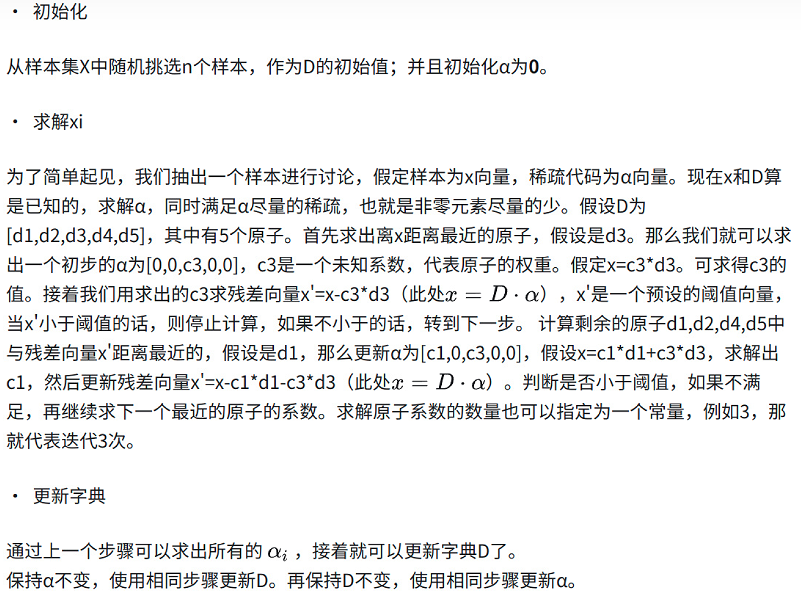 · 初始化
从样本集X中随机挑选n个样本，作为D的初始值；并且初始化α为0。
· 求解xi
为了简单起见，我们抽出一个样本进行讨论，假定样本为x向量，稀疏代码为α向量。现在x和D算
是已知的，求解α，同时满足α尽量的稀疏，也就是非零元素尽量的少。假设D为
[d1,d2,d3,d4,d5]，其中有5个原子。首先求出离x距离最近的原子，假设是d3。那么我们就可以求
出一个初步的α为[0,0,c3,0,0]，c3是一个未知系数，代表原子的权重。假定x=c3*d3。可求得c3的
值。接着我们用求出的c3求残差向量x'=x-c3*d3（此处x = D · α），x'是一个预设的阈值向量，
当x'小于阈值的话，则停止计算，如果不小于的话，转到下一步。 计算剩余的原子d1,d2,d4,d5中
与残差向量x'距离最近的，假设是d1，那么更新α为[c1,0,c3,0,0]，假设x=c1*d1+c3*d3，求解出
c1，然后更新残差向量x'=x-c1*d1-c3*d3（此处x = D · α）。判断是否小于阈值，如果不满
足，再继续求下一个最近的原子的系数。求解原子系数的数量也可以指定为一个常量，例如3，那
就代表迭代3次。
· 更新字典
通过上一个步骤可以求出所有的 αi ，接着就可以更新字典D了。
保持α不变，使用相同步骤更新D。再保持D不变，使用相同步骤更新α。